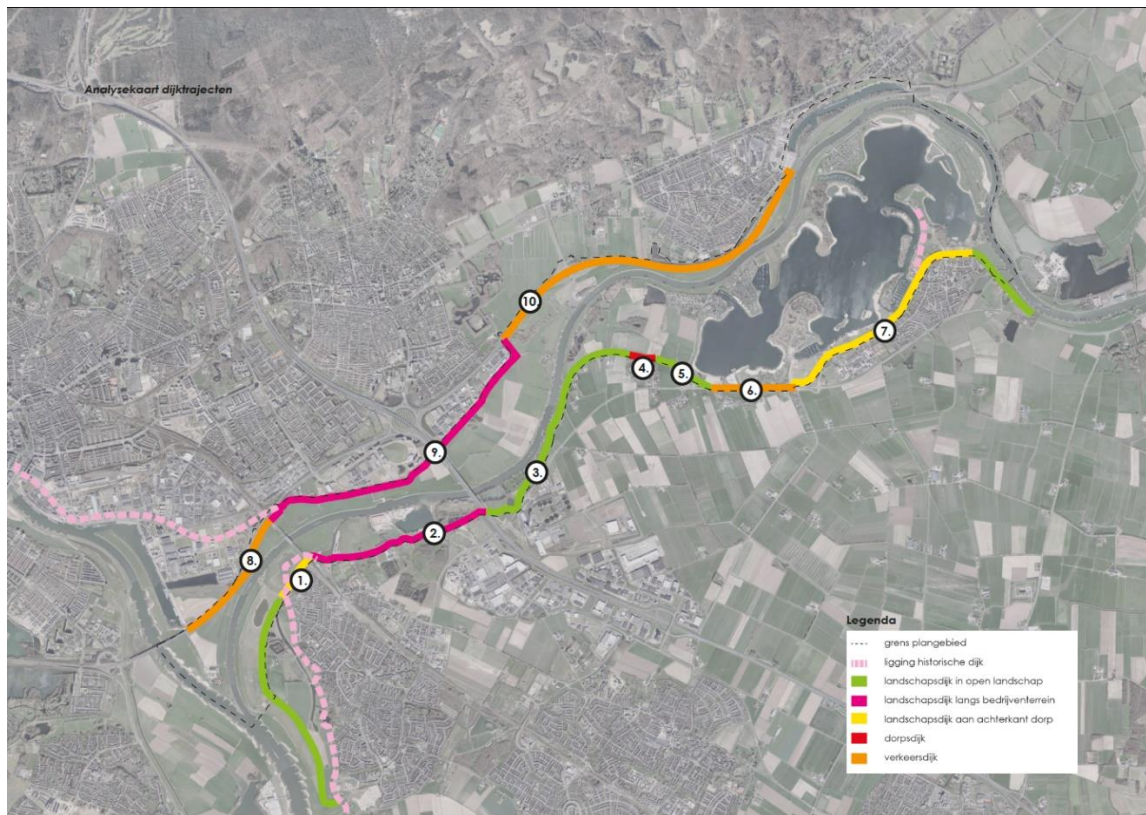 Analysekaart dijktrajecten
10.
7.
4.
5.
6.
9.
3.
2.
8.
1.
Legenda
grens plangebied
ligging historische dijk
landschapsdijk in open landschap
landschapsdijk langs bedrijventerrein
landschapsdijk aan achterkant dorp
dorpsdijk
verkeersdijk